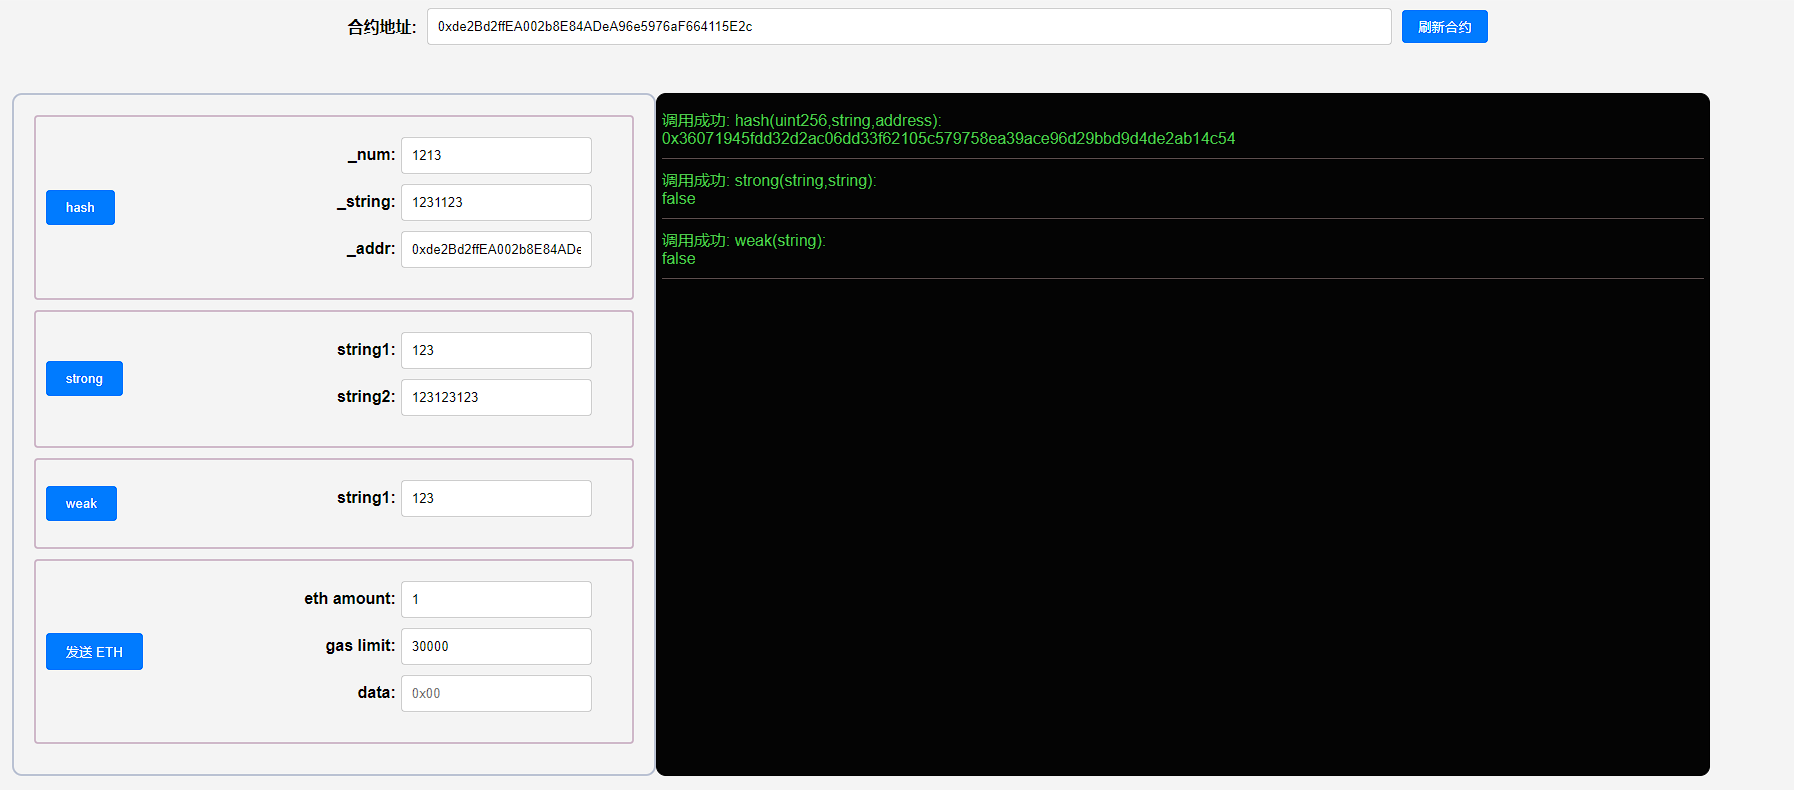 合约地址: 0xde2Bd2ffEA002b8E84ADeA96e5976aF664115E2c 刷新合约
_num: 1213
hash _string: 1231123
_addr: 0xde2Bd2ffEA002b8E84ADe
string1: 123
strong
string2: 123123123
weak string1: 123
eth amount: 1
发送 ETH gas limit: 30000
data: 0x00
调用成功: hash(uint256,string,address):
0x36071945fdd32d2ac06dd33f62105c579758ea39ace96d29bbd9d4de2ab14c54
调用成功: strong(string,string):
false
调用成功: weak(string):
false